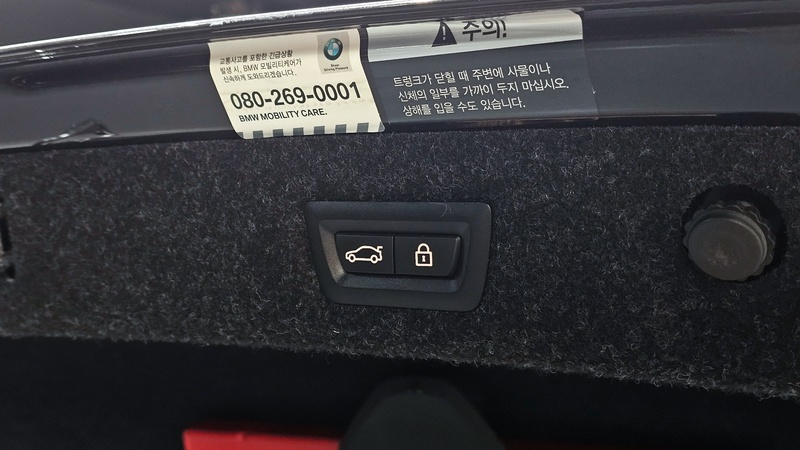 교통사고를 포함한 긴급상황
발생 시, BMW 모빌리티케어가
신속하게 도와드리겠습니다.
080-269-0001
BMW MOBILITY CARE.
주의!
트렁크가 닫힐 때 주변에 사물이나
신체의 일부를 가까이 두지 마십시오.
상해를 입을 수도 있습니다.